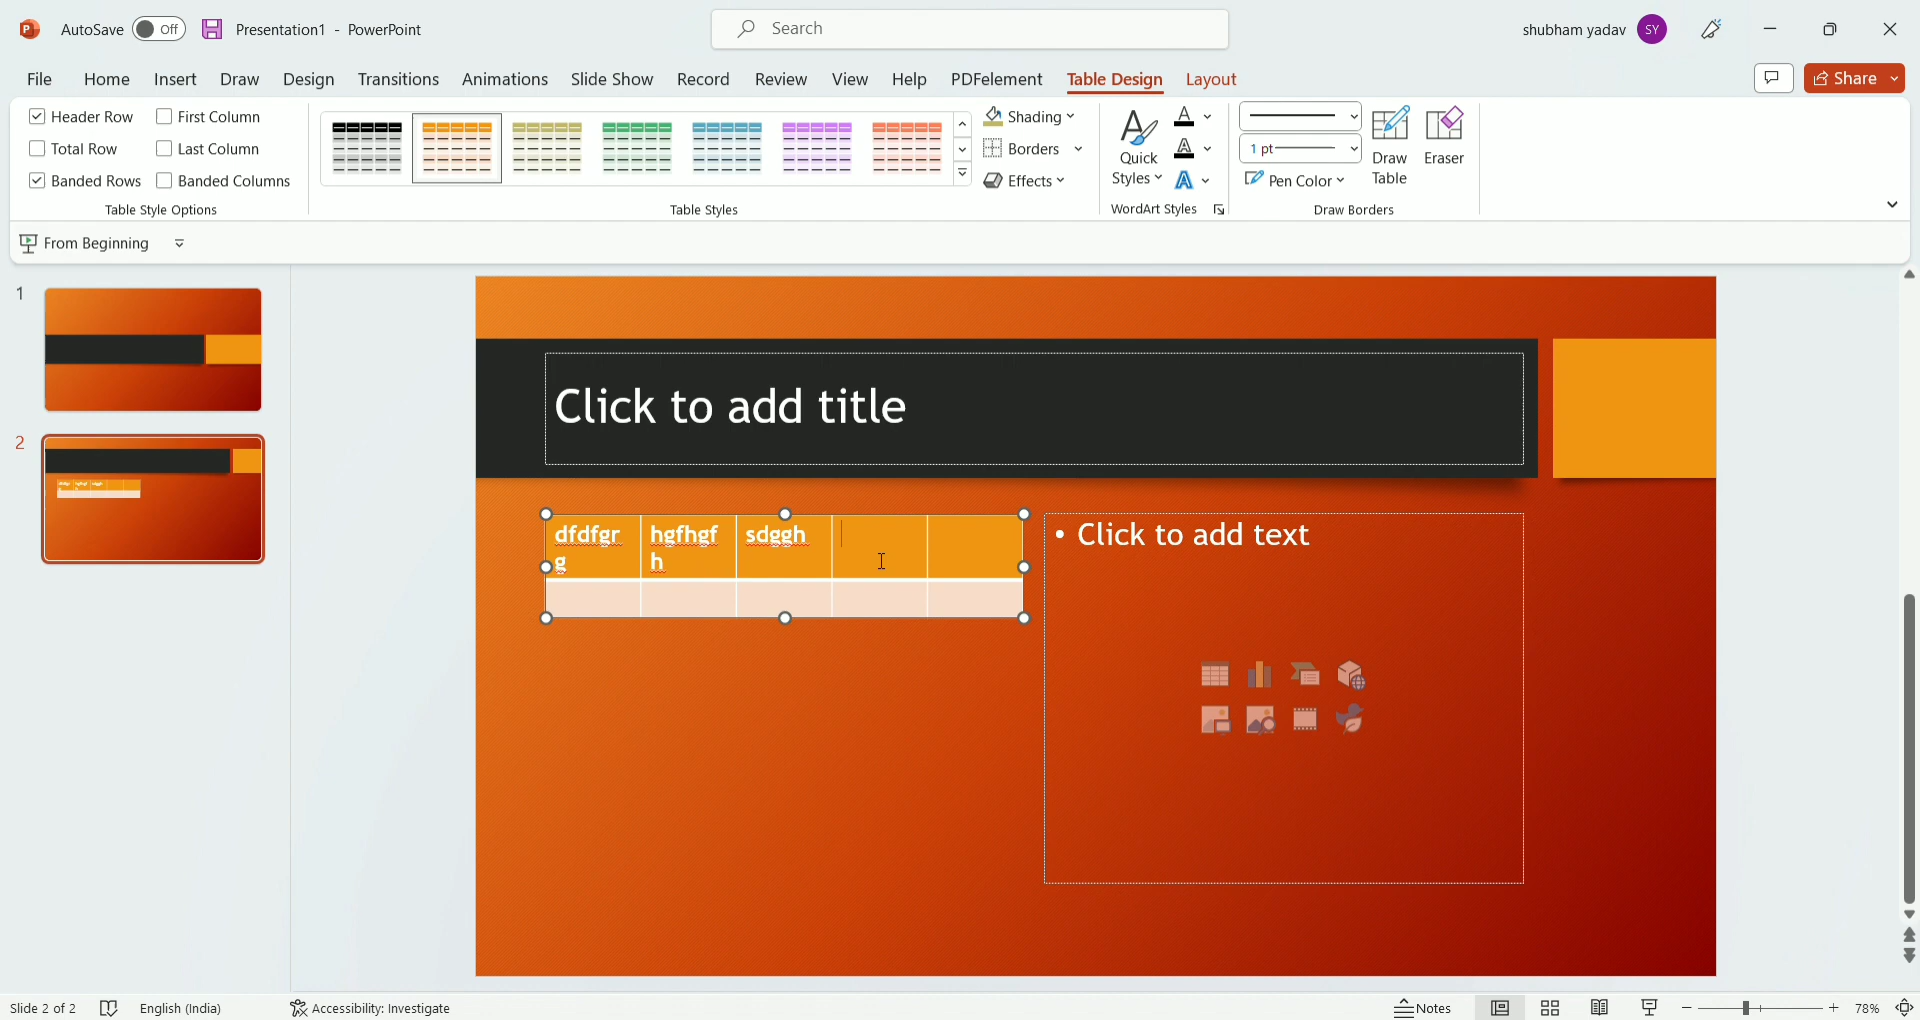 AutoSave Off Presentation1 - PowerPoint Search shubham yadav SY
File Home Insert Draw Design Transitions Animations Slide Show Record Review View Help PDFelement Table Design Layout Share
Header Row First Column
Total Row Last Column
Banded Rows Banded Columns
Table Style Options
Table Styles
Shading
Borders
Effects
Quick
Styles
WordArt Styles
1 pt
Pen Color
Draw
Table
Eraser
Draw Borders
From Beginning
1
2
Click to add title
dfdfgr hgfhgf sdggh
g h
• Click to add text
Slide 2 of 2 English (India) Accessibility: Investigate Notes 78%